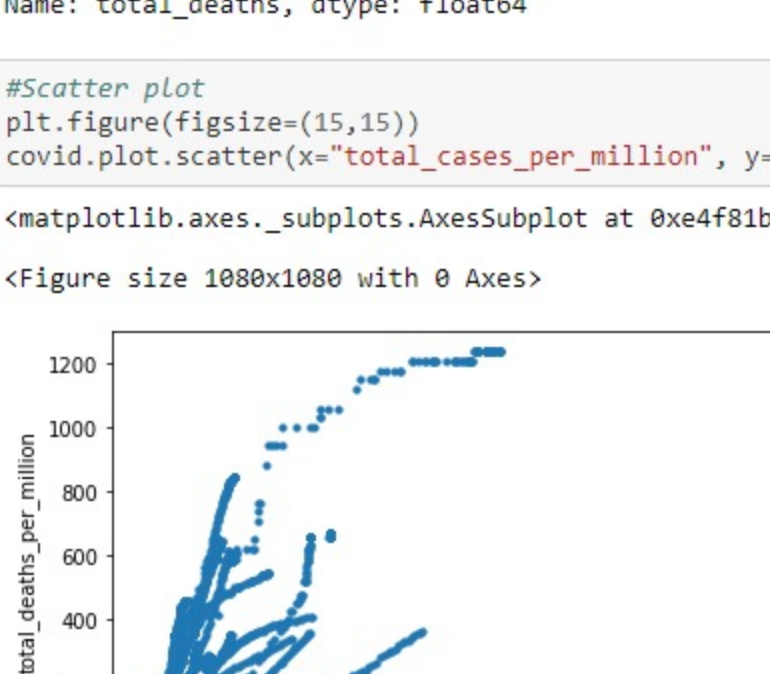 Name: total_deaths, dtype: float64
#Scatter plot
plt.figure(figsize=(15,15))
covid.plot.scatter(x="total_cases_per_million", y=
<matplotlib.axes._subplots.AxesSubplot at 0xe4f81b
<Figure size 1080x1080 with 0 Axes>
1200
1000
800
600
400
total_deaths_per_million